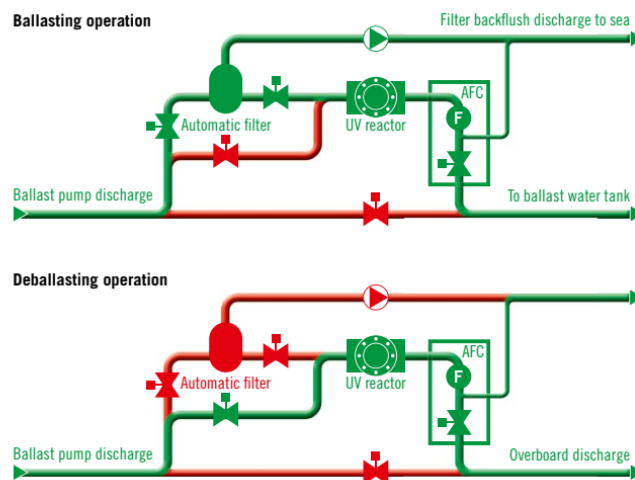 Ballasting operation
Filter backflush discharge to sea
AFC
F
Automatic filter
UV reactor
Ballast pump discharge
To ballast water tank
Deballasting operation
AFC
F
Automatic filter
UV reactor
Ballast pump discharge
Overboard discharge